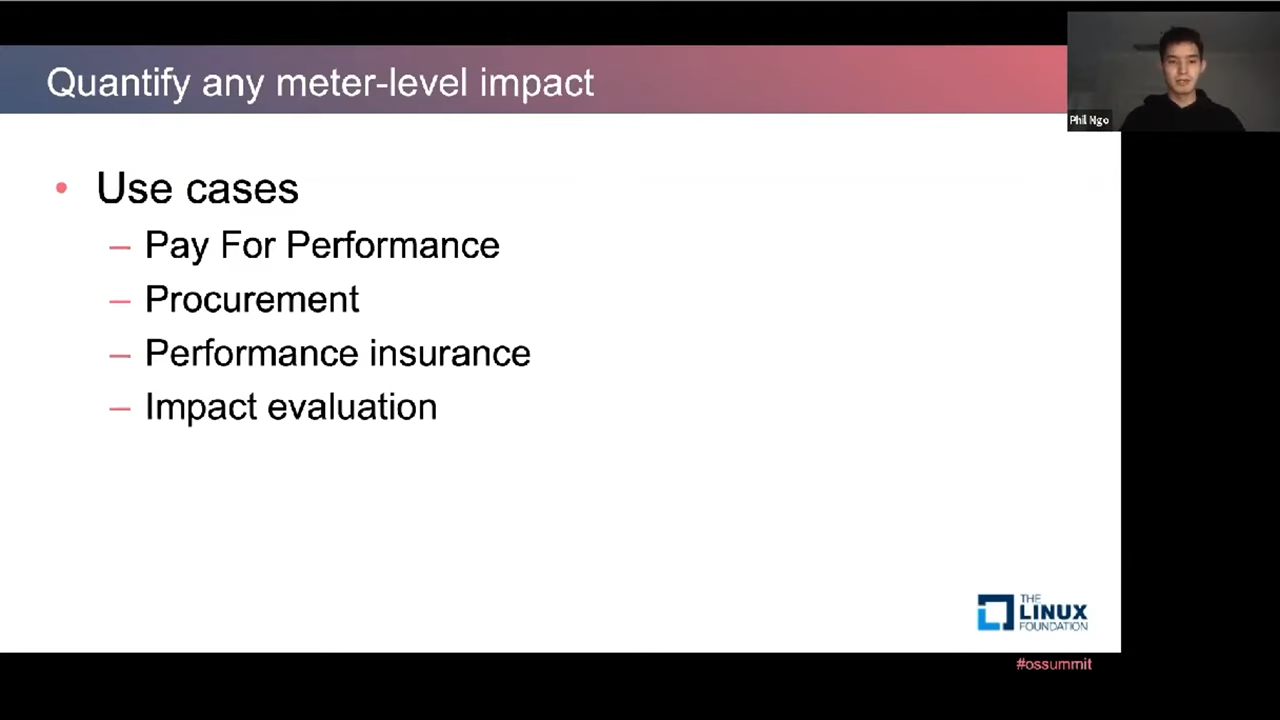 Quantify any meter-level impact
Phil Ngo
• Use cases
– Pay For Performance
– Procurement
– Performance insurance
– Impact evaluation
THE
LINUX
FOUNDATION
#ossummit